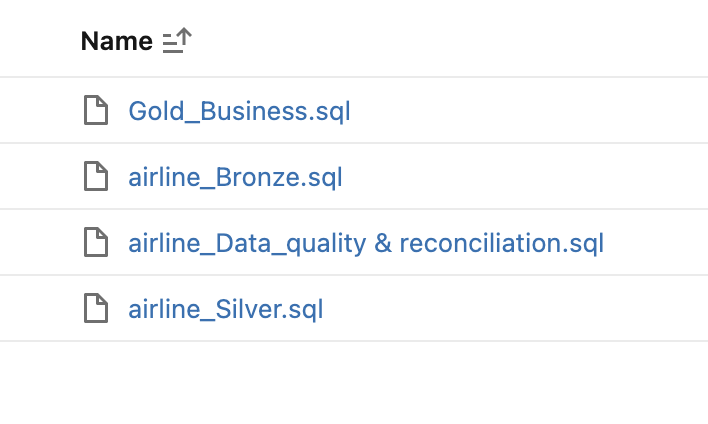 Name
Gold_Business.sql
airline_Bronze.sql
airline_Data_quality & reconciliation.sql
airline_Silver.sql